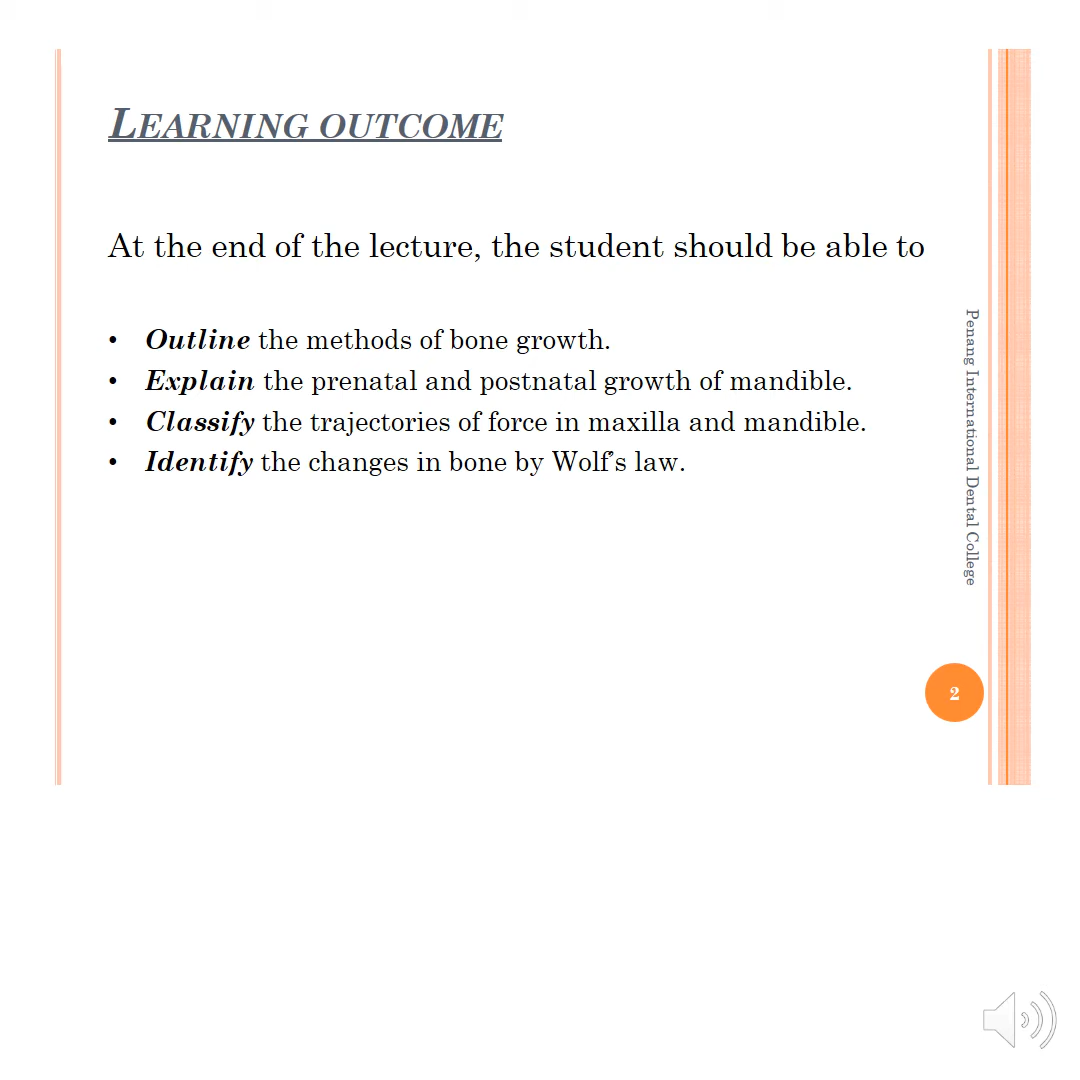 LEARNING OUTCOME
At the end of the lecture, the student should be able to
• Outline the methods of bone growth.
• Explain the prenatal and postnatal growth of mandible.
• Classify the trajectories of force in maxilla and mandible.
• Identify the changes in bone by Wolf's law.
Penang International Dental College
2